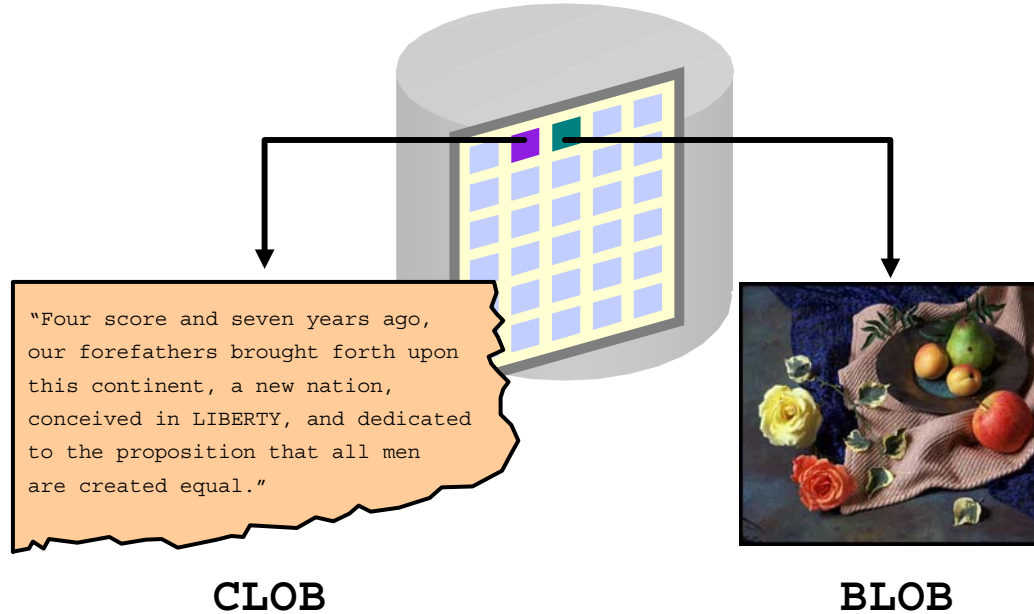 “Four score and seven years ago,
our forefathers brought forth upon
this continent, a new nation,
conceived in LIBERTY, and dedicated
to the proposition that all men
are created equal.”
CLOB
BLOB